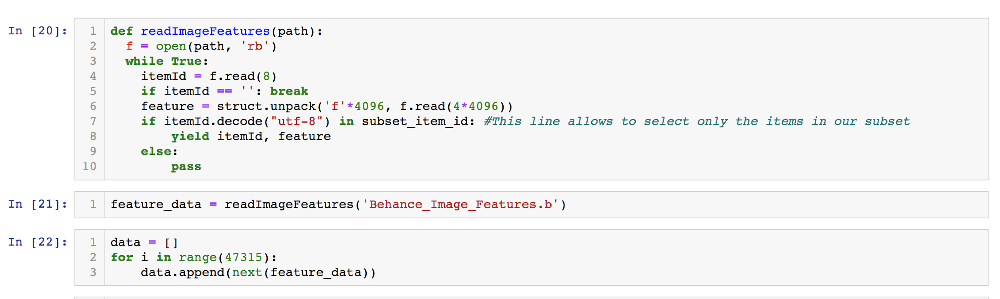 In [20]:
1 def readImageFeatures(path):
2   f = open(path, 'rb')
3   while True:
4     itemId = f.read(8)
5     if itemId == '': break
6     feature = struct.unpack('f'*4096, f.read(4*4096))
7     if itemId.decode("utf-8") in subset_item_id: #This line allows to select only the items in our subset
8         yield itemId, feature
9     else:
10         pass
In [21]:
1 feature_data = readImageFeatures('Behance_Image_Features.b')
In [22]:
1 data = []
2 for i in range(47315):
3     data.append(next(feature_data))